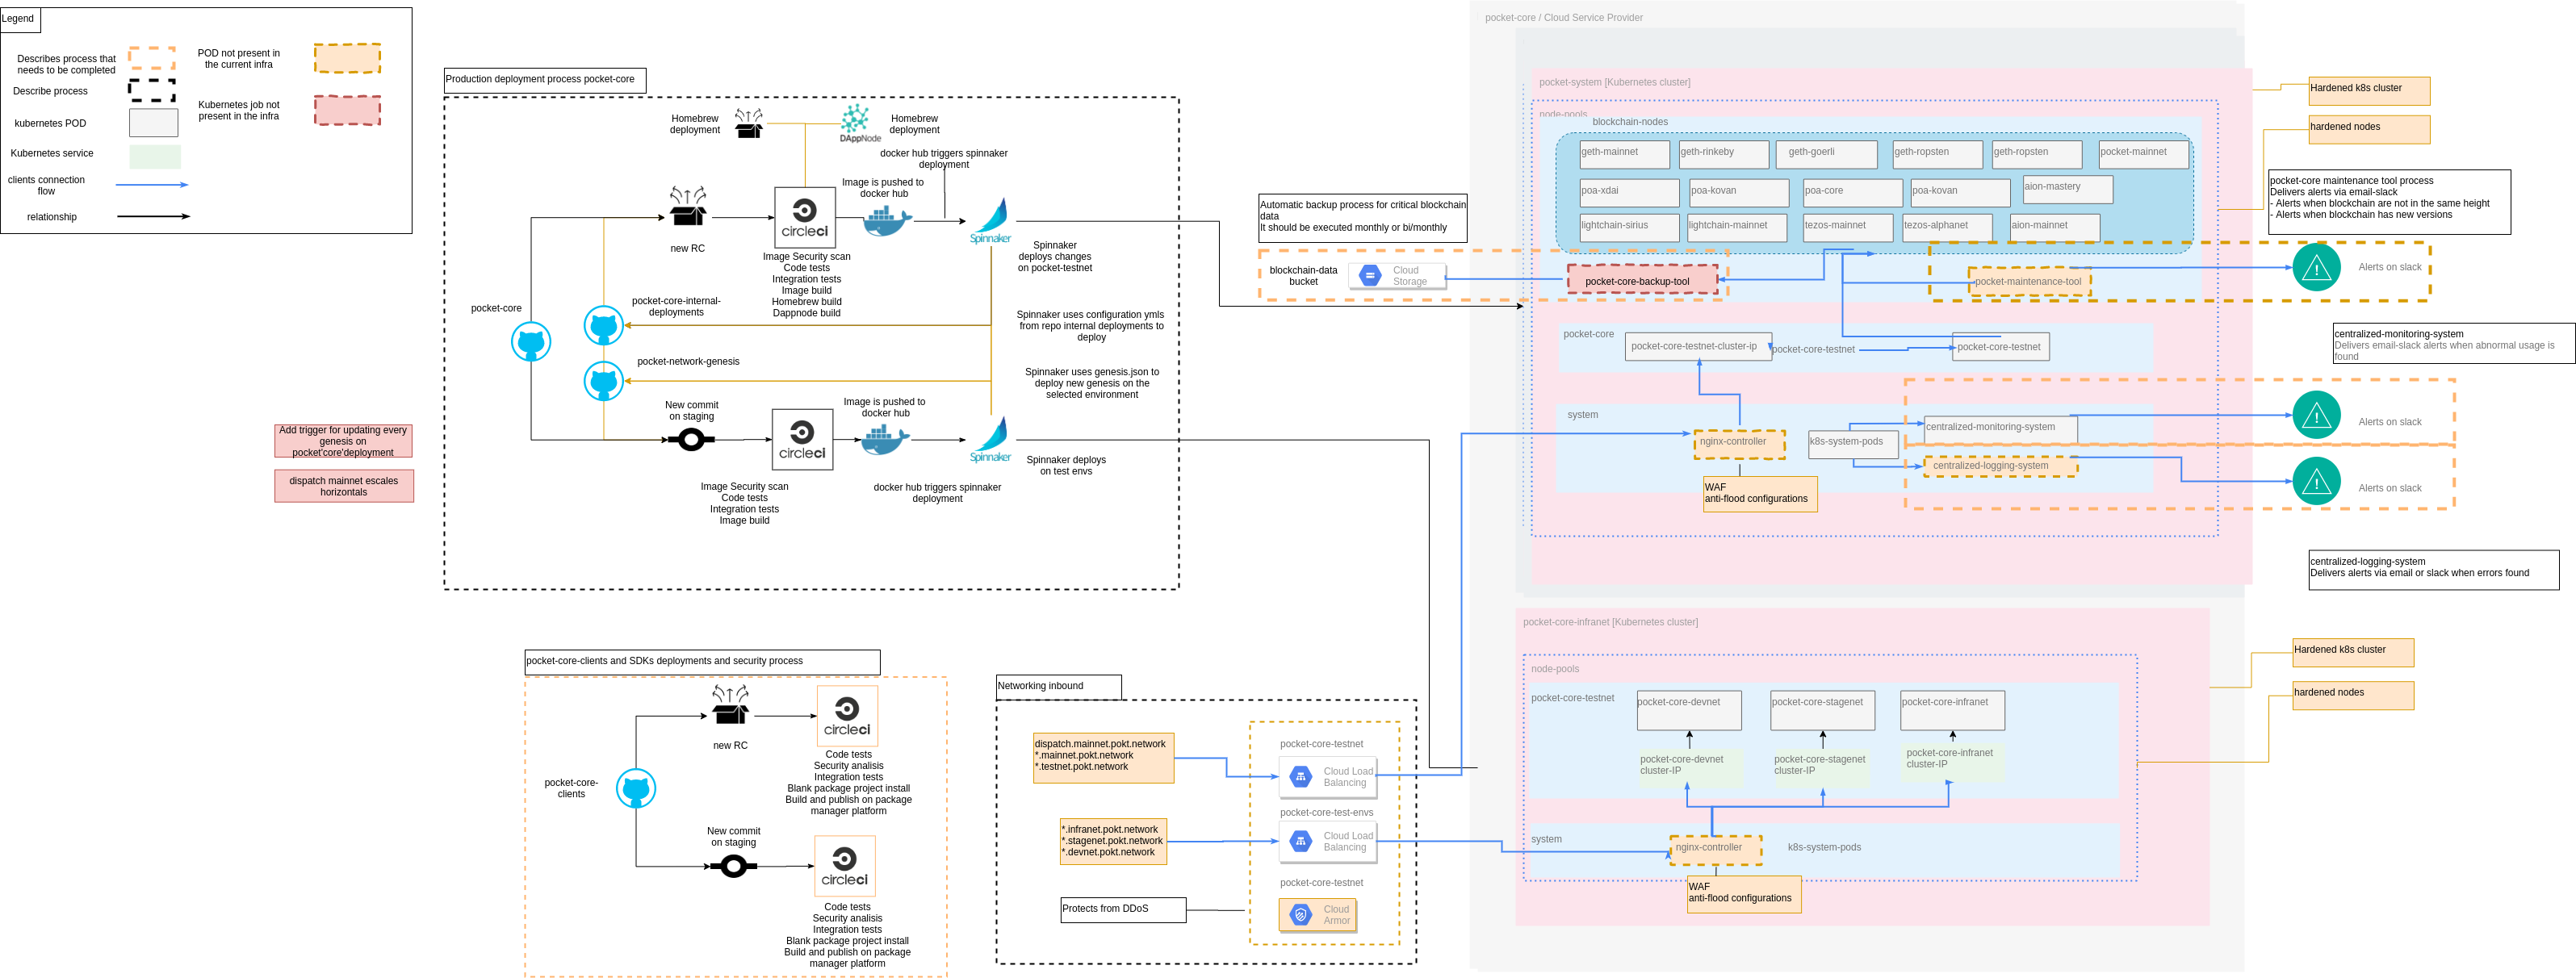 Legend
Describes process that
needs to be completed
POD not present in
the current infra
Describe process
Kubernetes job not
present in the infra
kubernetes POD
Kubernetes service
clients connection
flow
relationship
Production deployment process pocket-core
Homebrew
deployment
DAppNode
Homebrew
deployment
docker hub triggers spinnaker
deployment
Image is pushed to
docker hub
circleci
Spinnaker
new RC
Image Security scan
Code tests
Integration tests
Image build
Homebrew build
Dappnode build
Spinnaker
deploys changes
on pocket-testnet
pocket-core
pocket-core-internal-
deployments
Spinnaker uses configuration ymls
from repo internal deployments to
deploy
pocket-network-genesis
Spinnaker uses genesis.json to
deploy new genesis on the
selected environment
New commit
on staging
Image is pushed to
docker hub
circleci
Spinnaker
Spinnaker deploys
on test envs
Image Security scan
Code tests
Integration tests
Image build
docker hub triggers spinnaker
deployment
Add trigger for updating every
genesis on
pocket'core'deployment
dispatch mainnet escales
horizontals
pocket-core-clients and SDKs deployments and security process
new RC
circleci
Code tests
Security analisis
Integration tests
Blank package project install
Build and publish on package
manager platform
pocket-core-
clients
New commit
on staging
circleci
Code tests
Security analisis
Integration tests
Blank package project install
Build and publish on package
manager platform
Networking inbound
dispatch.mainnet.pokt.network
*.mainnet.pokt.network
*.testnet.pokt.network
pocket-core-testnet
Cloud Load
Balancing
pocket-core-test-envs
*.infranet.pokt.network
*.stagenet.pokt.network
*.devnet.pokt.network
Cloud Load
Balancing
pocket-core-testnet
Protects from DDoS
Cloud
Armor
Automatic backup process for critical blockchain
data
It should be executed monthly or bi/monthly
blockchain-data
bucket
Cloud
Storage
pocket-core / Cloud Service Provider
pocket-system [Kubernetes cluster]
node-pools
blockchain-nodes
geth-mainnet
geth-rinkeby
geth-goerli
geth-ropsten
geth-ropsten
pocket-mainnet
poa-xdai
poa-kovan
poa-core
poa-kovan
aion-mastery
lightchain-sirius
lightchain-mainnet
tezos-mainnet
tezos-alphanet
aion-mainnet
pocket-core-backup-tool
pocket-maintenance-tool
pocket-core
pocket-core-testnet-cluster-ip
pocket-core-testnet
pocket-core-testnet
system
nginx-controller
k8s-system-pods
centralized-monitoring-system
centralized-logging-system
WAF
anti-flood configurations
Hardened k8s cluster
hardened nodes
pocket-core maintenance tool process
Delivers alerts via email-slack
- Alerts when blockchain are not in the same height
- Alerts when blockchain has new versions
Alerts on slack
centralized-monitoring-system
Delivers email-slack alerts when abnormal usage is
found
Alerts on slack
Alerts on slack
centralized-logging-system
Delivers alerts via email or slack when errors found
pocket-core-infranet [Kubernetes cluster]
node-pools
pocket-core-testnet
pocket-core-devnet
pocket-core-stagenet
pocket-core-infranet
pocket-core-devnet
cluster-IP
pocket-core-stagenet
cluster-IP
pocket-core-infranet
cluster-IP
system
nginx-controller
k8s-system-pods
WAF
anti-flood configurations
Hardened k8s cluster
hardened nodes